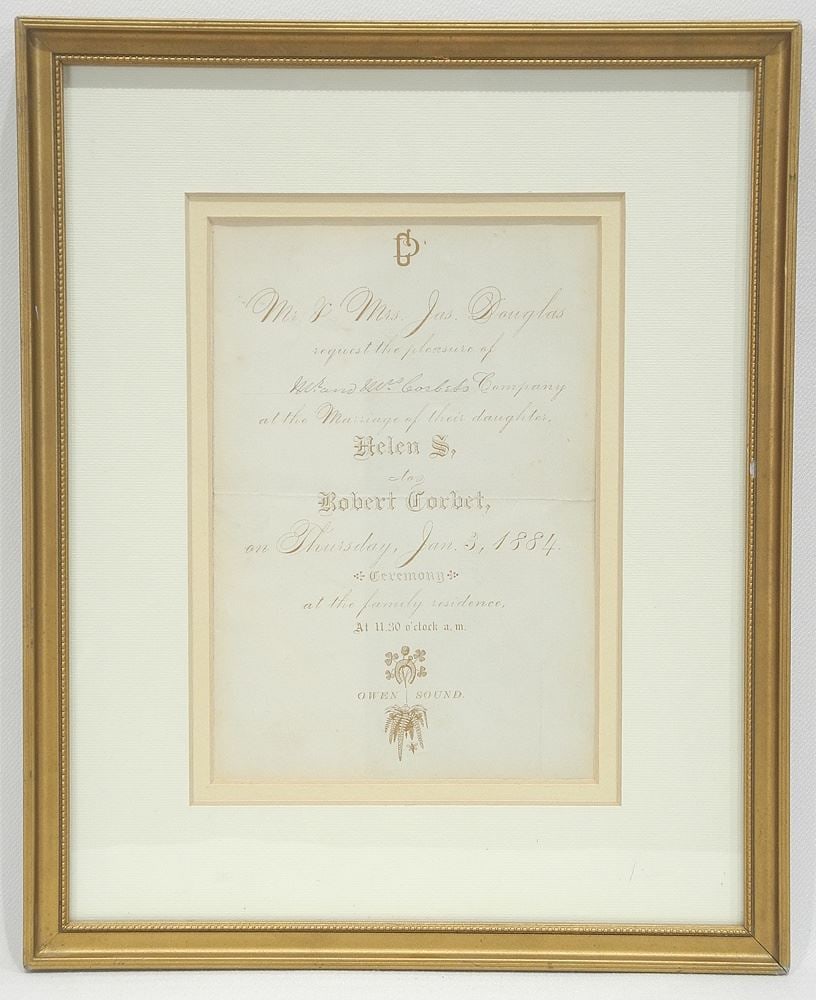 Mr. & Mrs. Jas. Douglas
request the pleasure of
Mr. and Mrs. Corbets Company
at the Marriage of their daughter,
Helen S,
to
Robert Corbet,
on Thursday, Jan. 3, 1884.
Ceremony
at the family residence,
At 11.30 o'clock a. m.
OWEN SOUND.